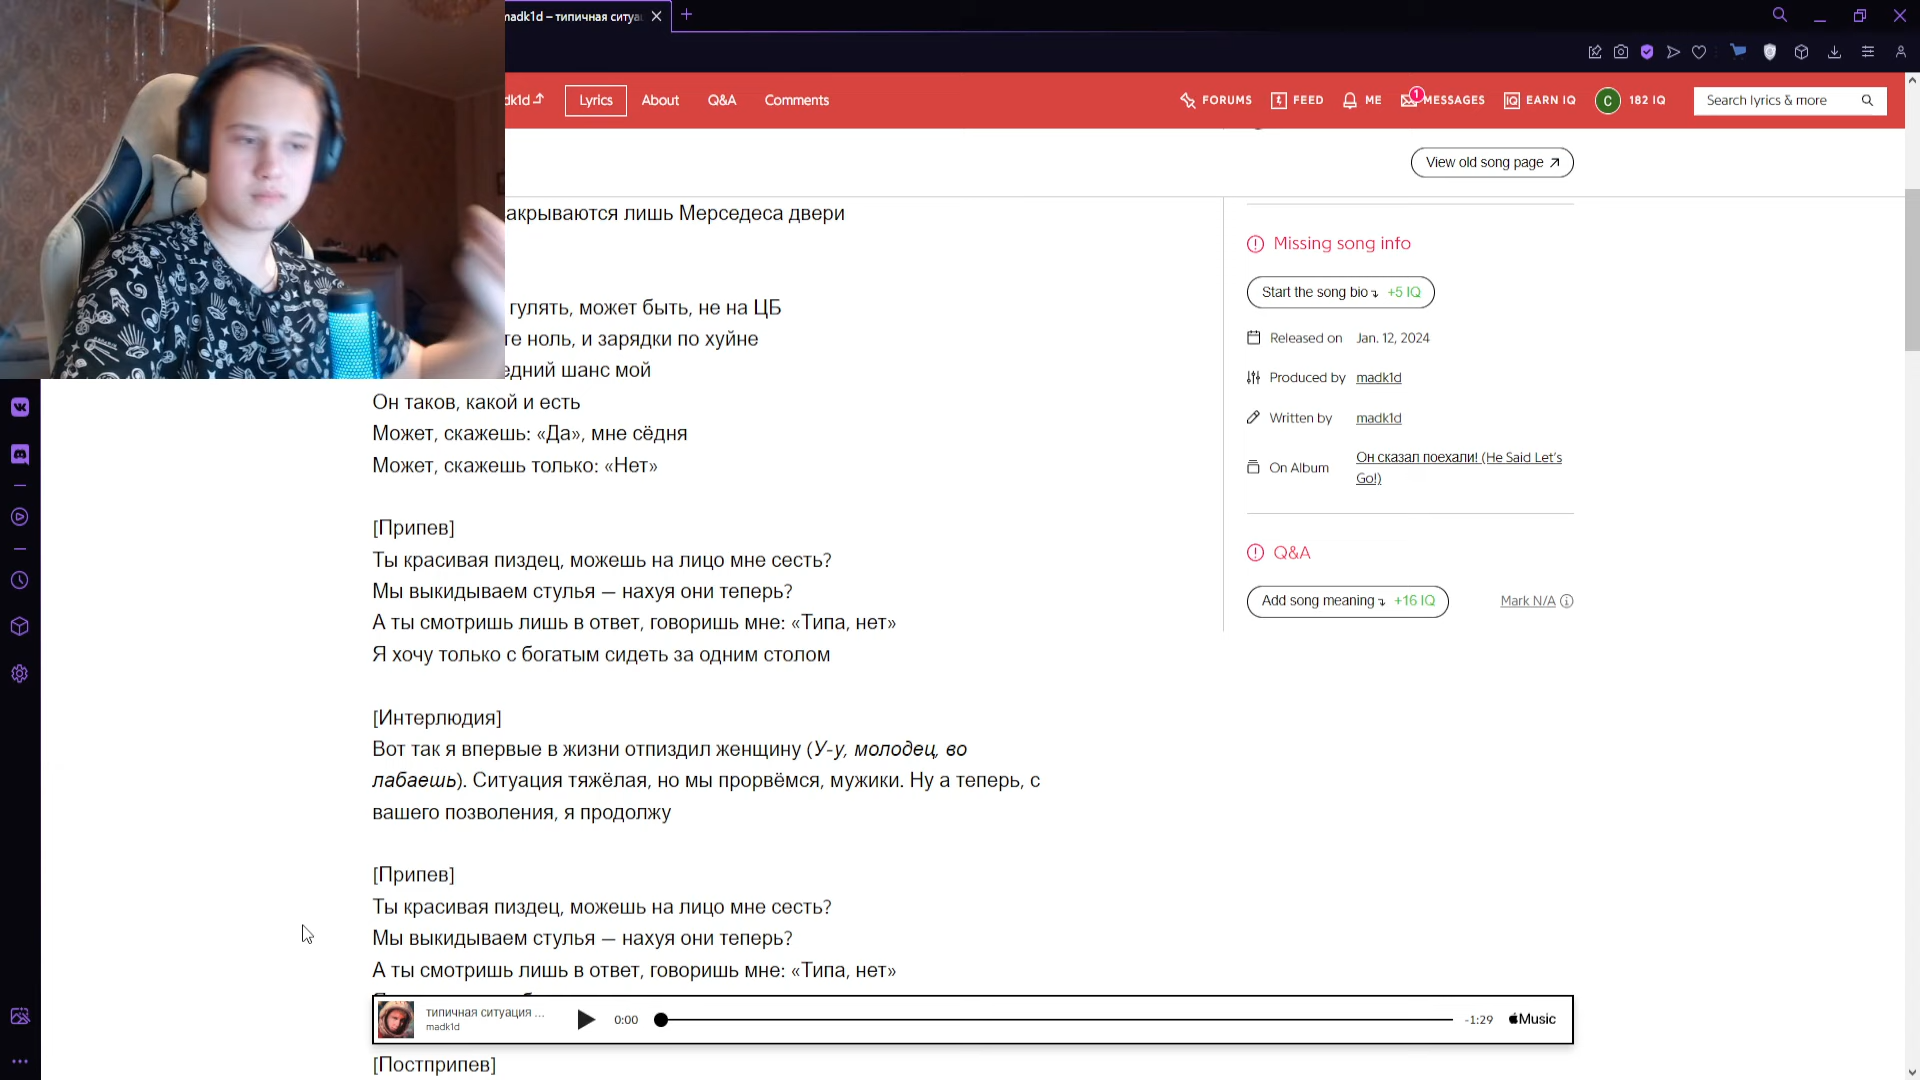 madk1d – типичная ситуа
dk1d Lyrics About Q&A Comments
FORUMS FEED ME 1 MESSAGES EARN IQ C 182 IQ Search lyrics & more
View old song page
акрываются лишь Мерседеса двери
гулять, может быть, не на ЦБ
те ноль, и зарядки по хуйне
едний шанс мой
Он таков, какой и есть
Может, скажешь: «Да», мне сёдня
Может, скажешь только: «Нет»
[Припев]
Ты красивая пиздец, можешь на лицо мне сесть?
Мы выкидываем стулья — нахуя они теперь?
А ты смотришь лишь в ответ, говоришь мне: «Типа, нет»
Я хочу только с богатым сидеть за одним столом
[Интерлюдия]
Вот так я впервые в жизни отпиздил женщину (У-у, молодец, во
лабаешь). Ситуация тяжёлая, но мы прорвёмся, мужики. Ну а теперь, с
вашего позволения, я продолжу
[Припев]
Ты красивая пиздец, можешь на лицо мне сесть?
Мы выкидываем стулья — нахуя они теперь?
А ты смотришь лишь в ответ, говоришь мне: «Типа, нет»
[Постприпев]
Missing song info
Start the song bio +5 IQ
Released on Jan. 12, 2024
Produced by madk1d
Written by madk1d
On Album Он сказал поехали! (He Said Let's
Go!)
Q&A
Add song meaning +16 IQ Mark N/A
типичная ситуация ...
madk1d
0:00 -1:29 Music